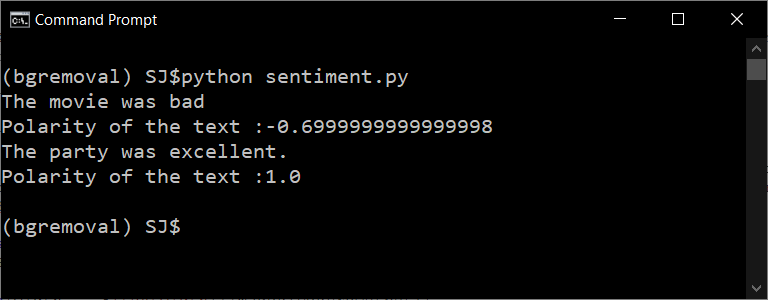 Command Prompt
(bgremoval) SJ$python sentiment.py
The movie was bad
Polarity of the text :-0.6999999999999998
The party was excellent.
Polarity of the text :1.0
(bgremoval) SJ$